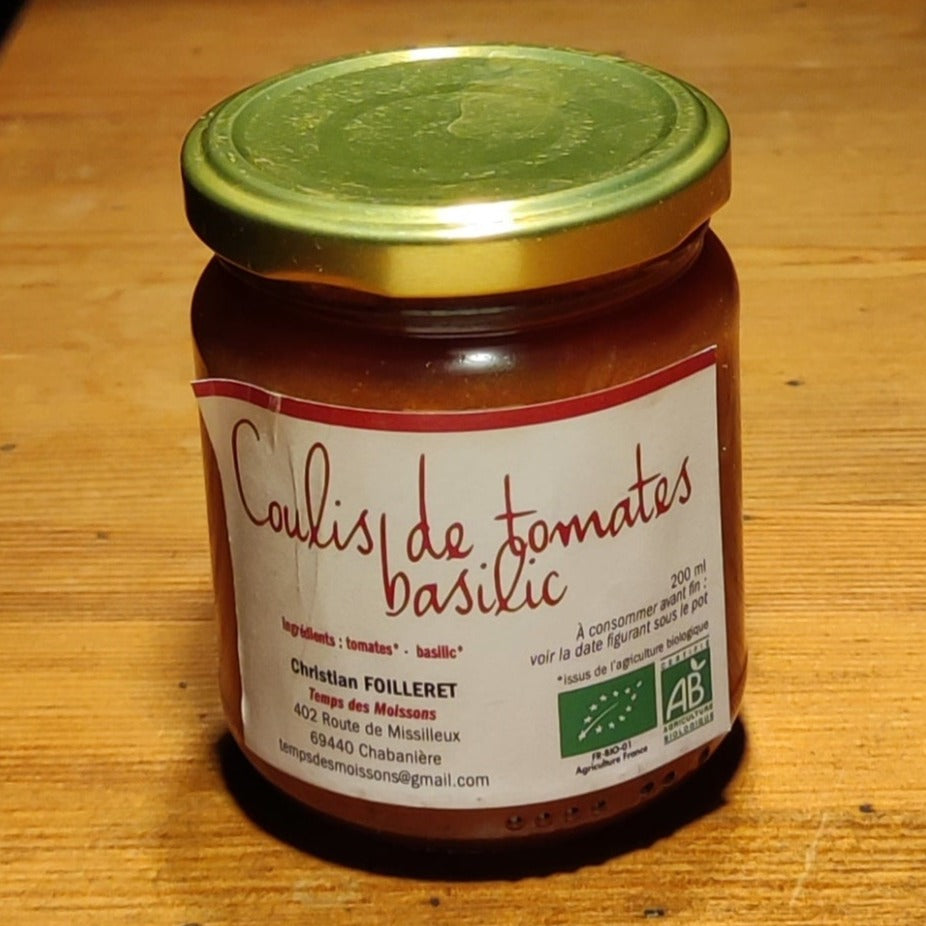 Coulis de tomates
basilic
Ingrédients : tomates* - basilic*
Christian FOILLERET
Temps des Moissons
402 Route de Missilleux
69440 Chabanière
tempsdesmoissons@gmail.com
200 ml
À consommer avant fin :
voir la date figurant sous le pot
*issus de l'agriculture biologique
FR-BIO-01
Agriculture France
CERTIFIÉ
AB
AGRICULTURE
BIOLOGIQUE